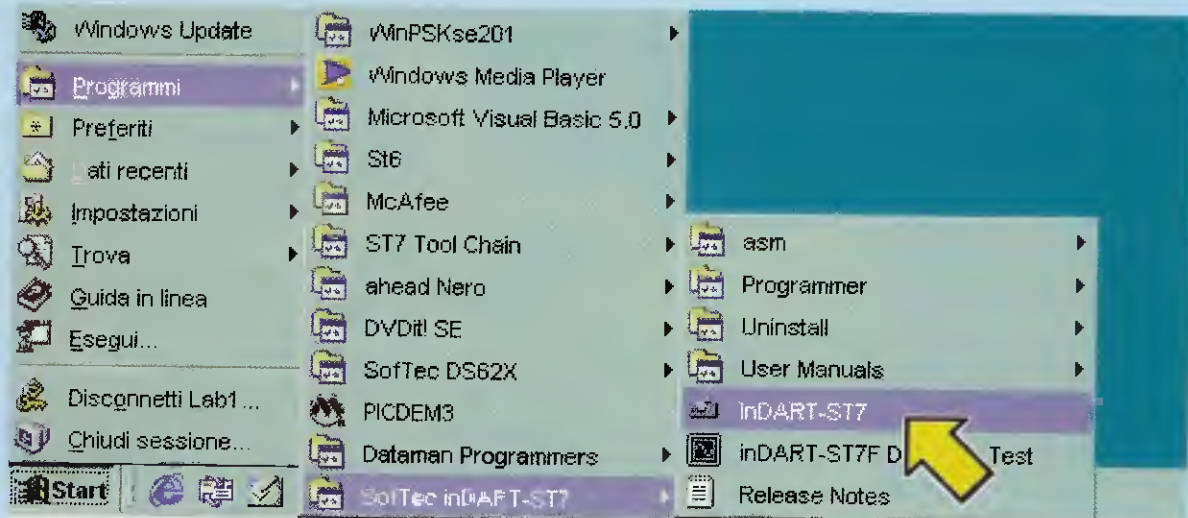 Windows Update
Programmi
Preferiti
ati recenti
Impostazioni
Trova
Guida in linea
Esegui...
Disconnetti Lab1...
Chiudi sessione...
Start
WinPSKse201
Windows Media Player
Microsoft Visual Basic 5.0
St6
McAfee
ST7 Tool Chain
ahead Nero
DVDit! SE
SofTec DS62X
PICDEM3
Dataman Programmers
SofTec inDART-ST7
asm
Programmer
Uninstall
User Manuals
inDART-ST7
inDART-ST7F D Test
Release Notes